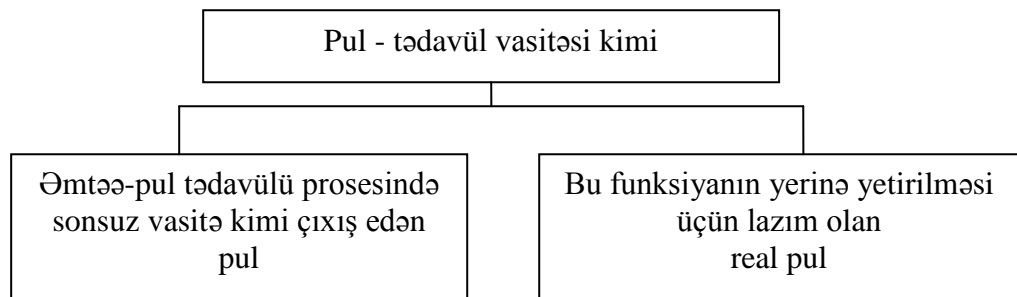 Pul - tədavül vasitəsi kimi
Əmtəə-pul tədavülü prosesində
sonsuz vasitə kimi çıxış edən
pul
Bu funksiyanın yerinə yetirilməsi
üçün lazım olan
real pul